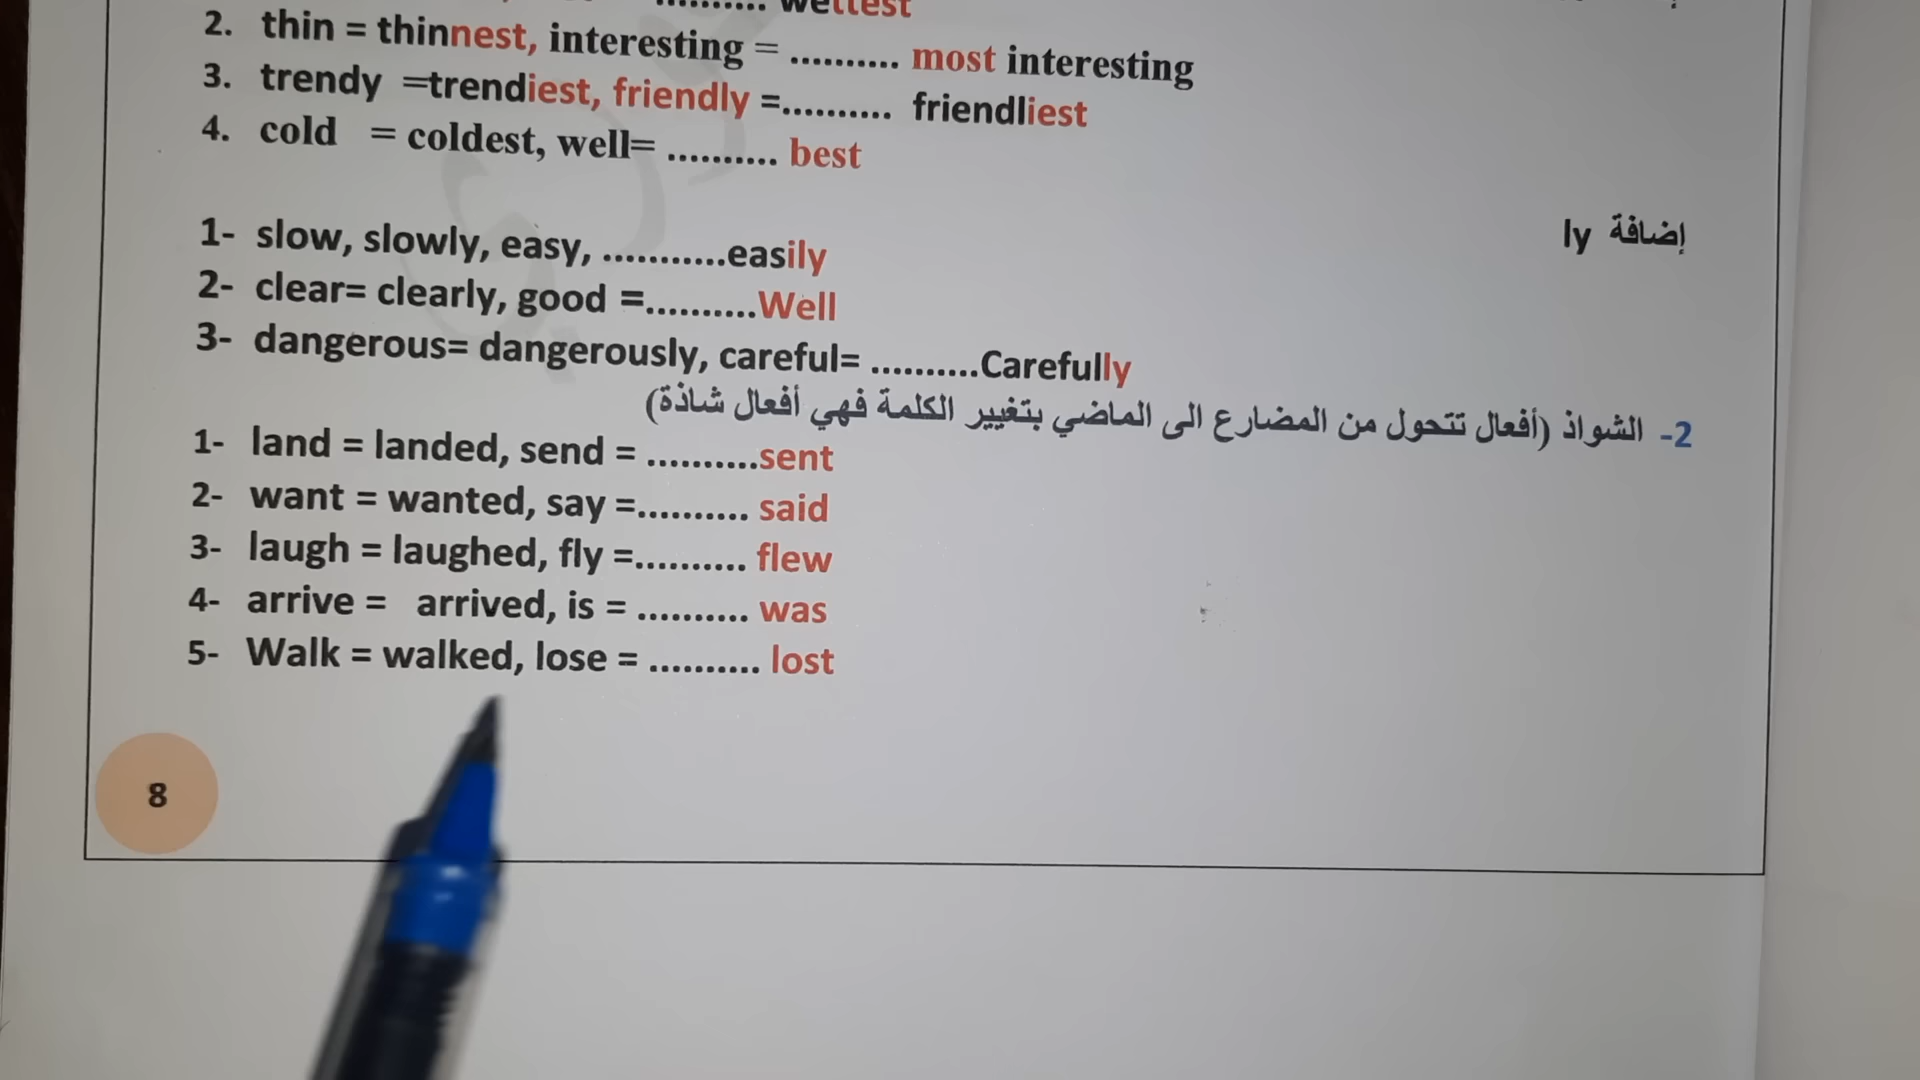 .......... wettest
2. thin = thinnest, interesting = .......... most interesting
3. trendy =trendiest, friendly =.......... friendliest
4. cold = coldest, well= .......... best
إضافة ly
1- slow, slowly, easy, ...........easily
2- clear= clearly, good =..........Well
3- dangerous= dangerously, careful= ..........Carefully
2- الشواذ (أفعال تتحول من المضارع الى الماضي بتغيير الكلمة فهي أفعال شاذة)
1- land = landed, send = ..........sent
2- want = wanted, say =.......... said
3- laugh = laughed, fly =.......... flew
4- arrive = arrived, is = .......... was
5- Walk = walked, lose = .......... lost
8